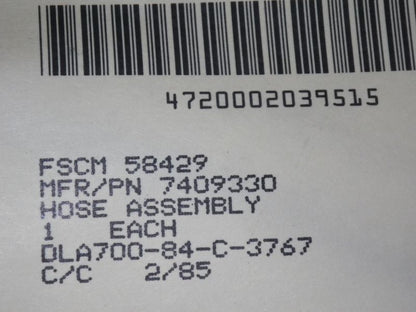 4720002039515
FSCM 58429
MFR/PN 7409330
HOSE ASSEMBLY
1 EACH
DLA700-84-C-3767
C/C 2/85